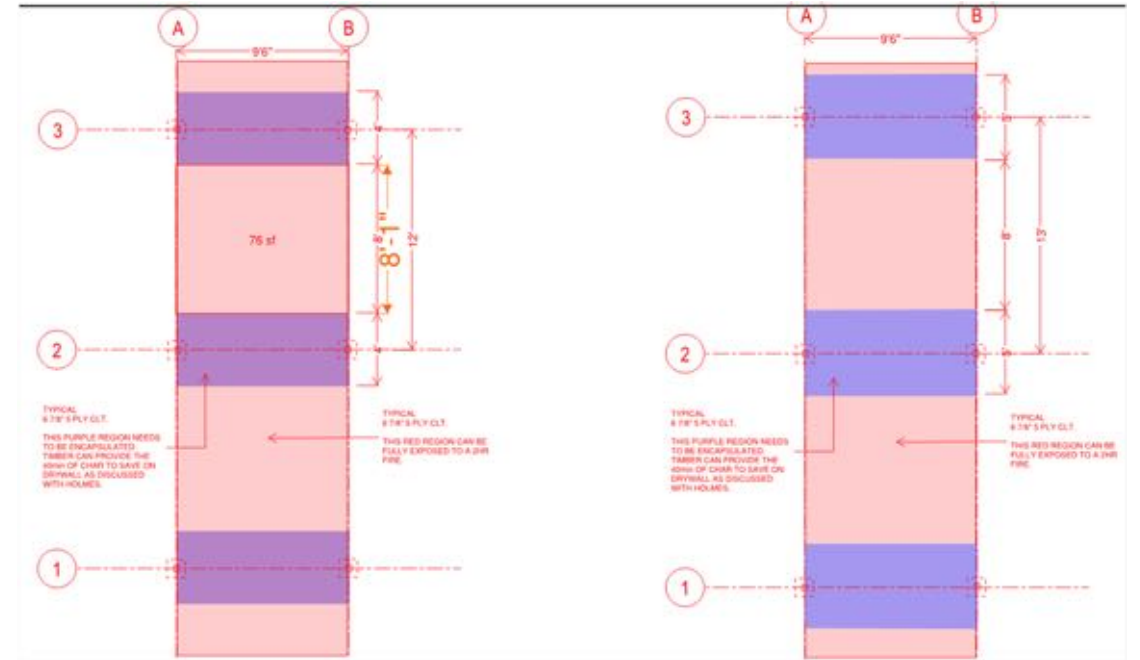 A B
9'6"
3
4'
76 sf
8'
8'-1"
12'
2
4'
TYPICAL
6 7/8" 5 PLY CLT.
THIS PURPLE REGION NEEDS
TO BE ENCAPSULATED
TIMBER CAN PROVIDE THE
40min OF CHAR TO SAVE ON
DRYWALL AS DISCUSSED
WITH HOLMES.
TYPICAL
6 7/8" 5 PLY CLT.
THIS RED REGION CAN BE
FULLY EXPOSED TO A 2HR
FIRE.
1
A B
9'6"
3
5'
8'
13'
2
5'
TYPICAL
6 7/8" 5 PLY CLT.
THIS PURPLE REGION NEEDS
TO BE ENCAPSULATED
TIMBER CAN PROVIDE THE
40min OF CHAR TO SAVE ON
DRYWALL AS DISCUSSED
WITH HOLMES.
TYPICAL
6 7/8" 5 PLY CLT.
THIS RED REGION CAN BE
FULLY EXPOSED TO A 2HR
FIRE.
1